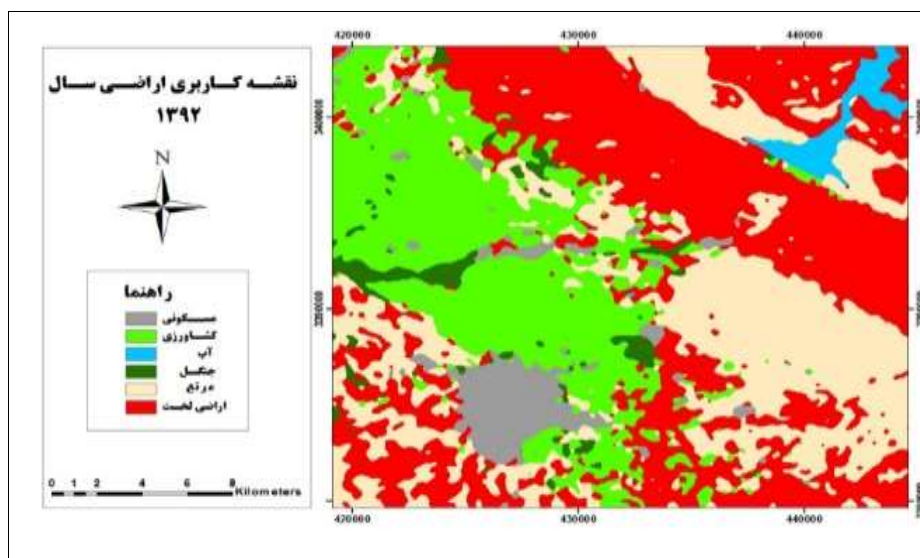 نقشه کاربری اراضی سال
۱۳۹۲
N
راهنما
مسکونی
کشاورزی
آب
جنگل
مرتع
اراضی لخت
0 1 2 4 6 8
Kilometers
420000 430000 440000
3400000
420000 430000 440000